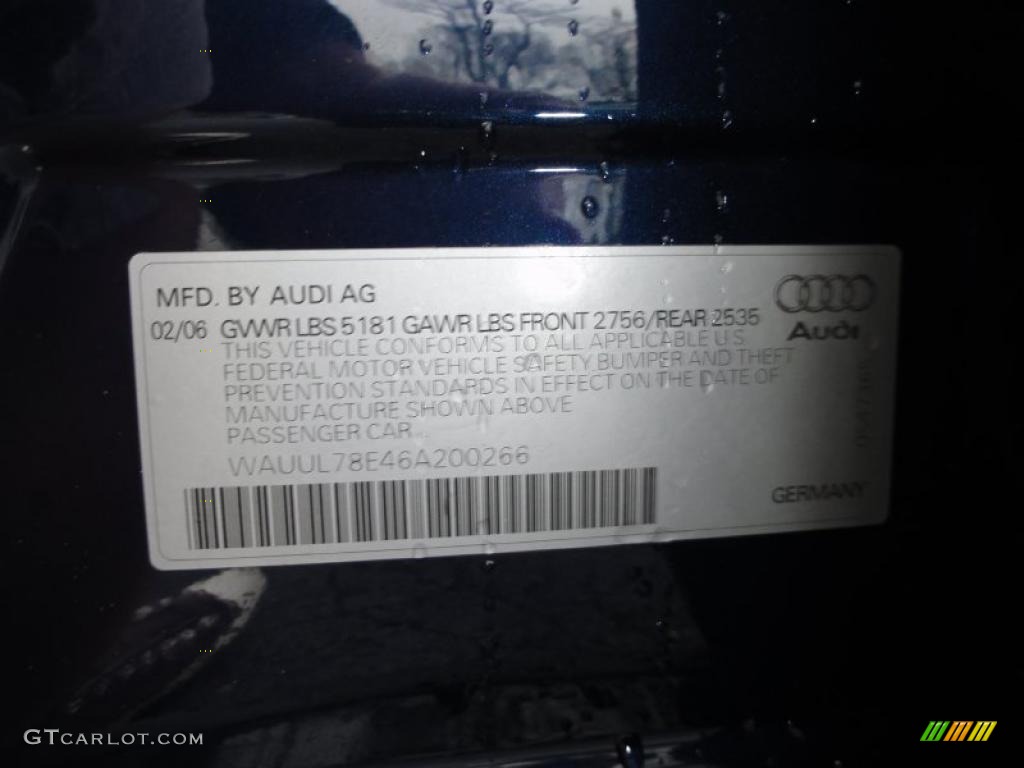 MFD. BY AUDI AG
02/06 GVWR LBS 5181 GAWR LBS FRONT 2756/REAR 2535
Audi
THIS VEHICLE CONFORMS TO ALL APPLICABLE U.S.
FEDERAL MOTOR VEHICLE SAFETY BUMPER AND THEFT
PREVENTION STANDARDS IN EFFECT ON THE DATE OF
MANUFACTURE SHOWN ABOVE
PASSENGER CAR
WAUUL78E46A200266
GERMANY
GTCARLOT.COM